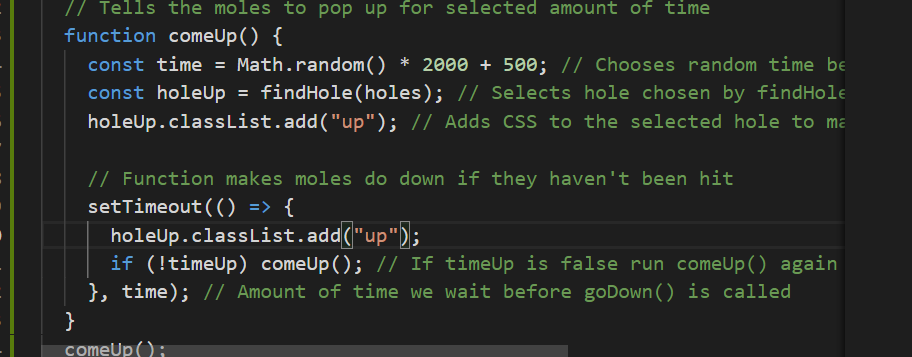 // Tells the moles to pop up for selected amount of time
function comeUp() {
const time = Math.random() * 2000 + 500; // Chooses random time
const holeUp = findHole(holes); // Selects hole chosen by findHole
holeUp.classList.add("up"); // Adds CSS to the selected hole to
// Function makes moles do down if they haven't been hit
setTimeout(() => {
holeUp.classList.add("up");
if (!timeUp) comeUp(); // If timeUp is false run comeUp() again
}, time); // Amount of time we wait before goDown() is called
}
comeUp();